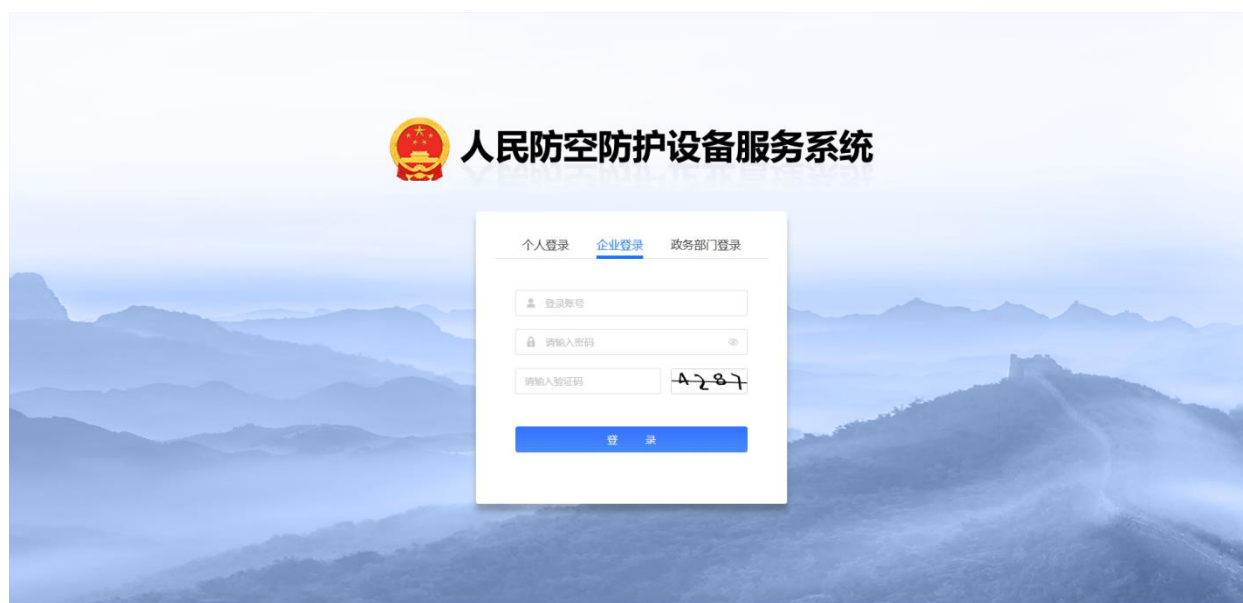 人民防空防护设备服务系统
个人登录 企业登录 政务部门登录
登录账号
请输入密码
请输入验证码 4287
登 录